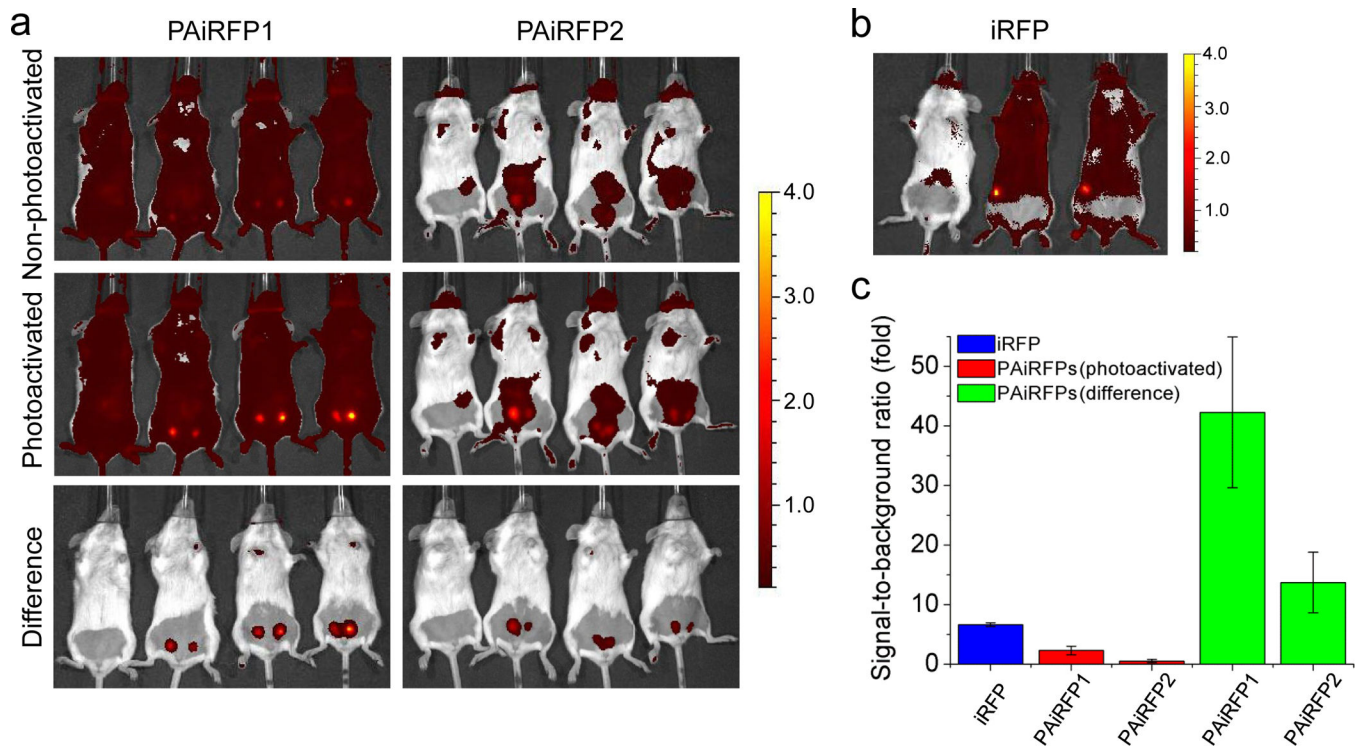 a
PAiRFP1
PAiRFP2
Non-photoactivated
Photoactivated
Difference
4.0
3.0
2.0
1.0
b
iRFP
4.0
3.0
2.0
1.0
c
Signal-to-background ratio (fold)
50
40
30
20
10
0
iRFP
PAiRFPs (photoactivated)
PAiRFPs (difference)
iRFP
PAiRFP1
PAiRFP2
PAiRFP1
PAiRFP2